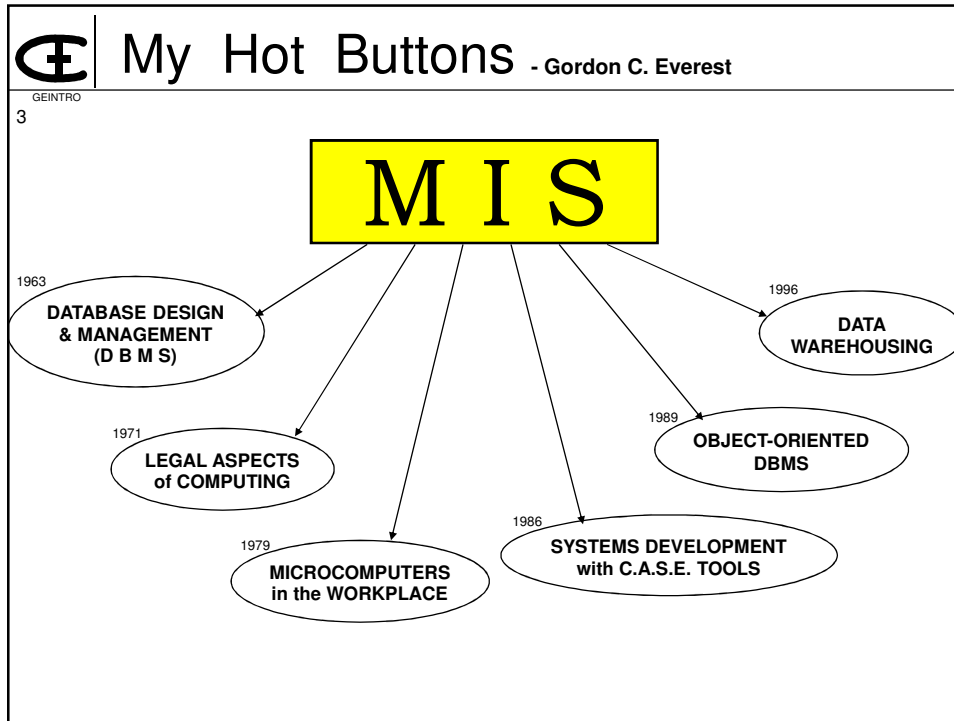 My Hot Buttons - Gordon C. Everest
GEINTRO
3
M I S
1963
DATABASE DESIGN
& MANAGEMENT
(D B M S)
1996
DATA
WAREHOUSING
1971
LEGAL ASPECTS
of COMPUTING
1989
OBJECT-ORIENTED
DBMS
1979
MICROCOMPUTERS
in the WORKPLACE
1986
SYSTEMS DEVELOPMENT
with C.A.S.E. TOOLS